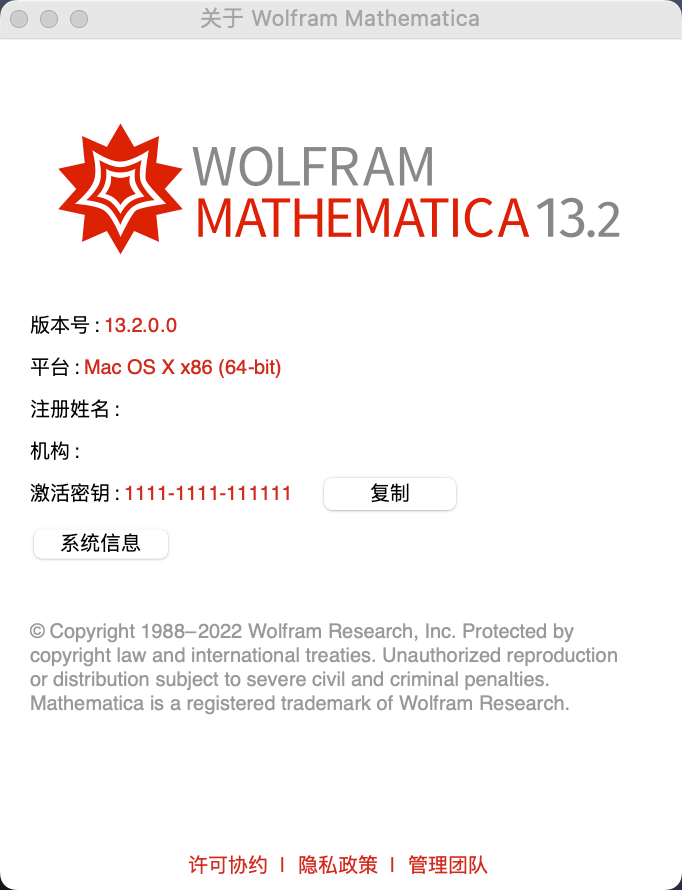 关于 Wolfram Mathematica
WOLFRAM
MATHEMATICA 13.2
版本号 : 13.2.0.0
平台 : Mac OS X x86 (64-bit)
注册姓名 :
机构 :
激活密钥 : 1111-1111-111111 复制
系统信息
© Copyright 1988–2022 Wolfram Research, Inc. Protected by
copyright law and international treaties. Unauthorized reproduction
or distribution subject to severe civil and criminal penalties.
Mathematica is a registered trademark of Wolfram Research.
许可协约 | 隐私政策 | 管理团队